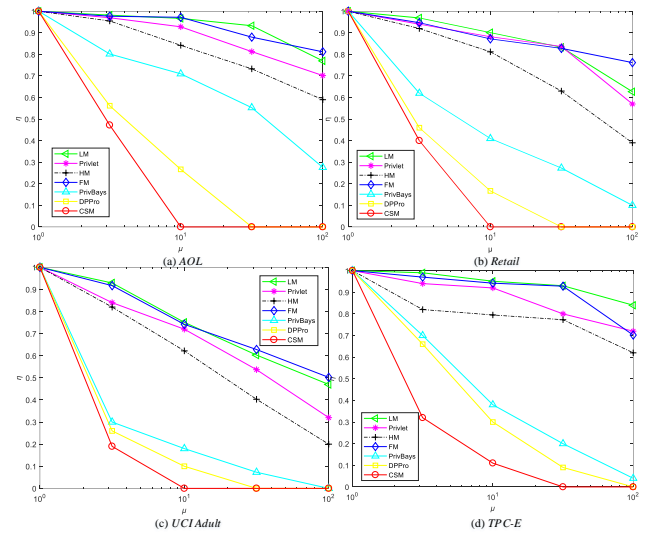 1
0.9
0.8
0.7
0.6
0.5
0.4
0.3
0.2
0.1
0
η
LM
Privlet
HM
FM
PrivBays
DPPro
CSM
10^0
10^1
10^2
μ
(a) AOL
1
0.9
0.8
0.7
0.6
0.5
0.4
0.3
0.2
0.1
0
η
LM
Privlet
HM
FM
PrivBays
DPPro
CSM
10^0
10^1
10^2
μ
(b) Retail
1
0.9
0.8
0.7
0.6
0.5
0.4
0.3
0.2
0.1
0
η
LM
Privlet
HM
FM
PrivBays
DPPro
CSM
10^0
10^1
10^2
μ
(c) UCI Adult
1
0.9
0.8
0.7
0.6
0.5
0.4
0.3
0.2
0.1
0
η
LM
Privlet
HM
FM
PrivBays
DPPro
CSM
10^0
10^1
10^2
μ
(d) TPC-E